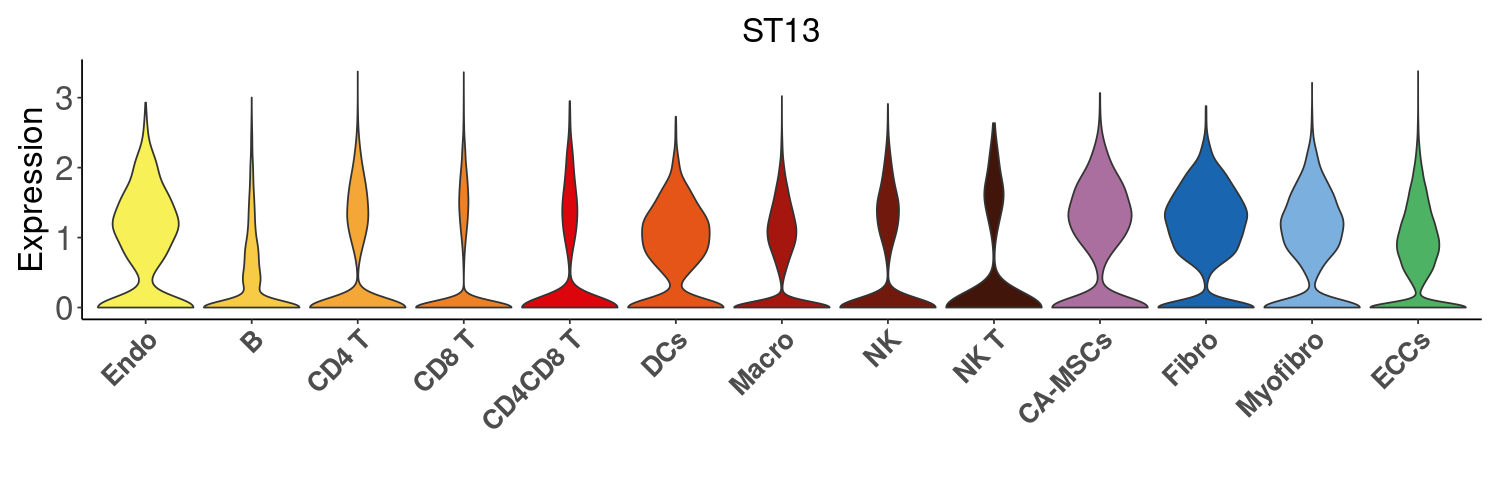 ST13
Expression
3
2
1
0
Endo
B
CD4 T
CD8 T
CD4CD8 T
DCs
Macro
NK
NK T
CA-MSCs
Fibro
Myofibro
ECCs